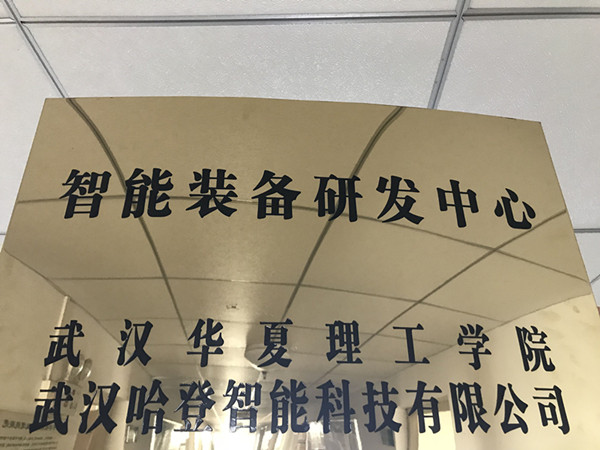 智能装备研发中心
武汉华夏理工学院
武汉哈登智能科技有限公司